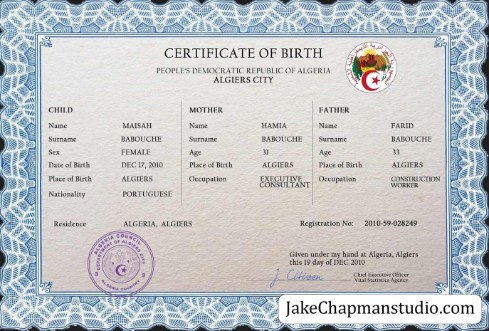 CERTIFICATE OF BIRTH
PEOPLE'S DEMOCRATIC REPUBLIC OF ALGERIA
ALGIERS CITY
CHILD
Name MAISAH
Surname BABOUCHE
Sex FEMALE
Date of Birth DEC 17, 2010
Place of Birth ALGIERS
Nationality PORTUGUESE
MOTHER
Name HAMIA
Surname BABOUCHE
Age 31
Place of Birth ALGIERS
Occupation EXECUTIVE
CONSULTANT
FATHER
Name FARID
Surname BABOUCHE
Age 33
Place of Birth ALGIERS
Occupation CONSTRUCTION
WORKER
Residence ALGERIA, ALGIERS
Registration No: 2010-59-028249
ALGERIA COUNCIL
Given under my hand at Algeria, Algiers
this 19 day of DEC 2010
Chief Executive Officer
Vital Statistics Agency
JakeChapmanstudio.com